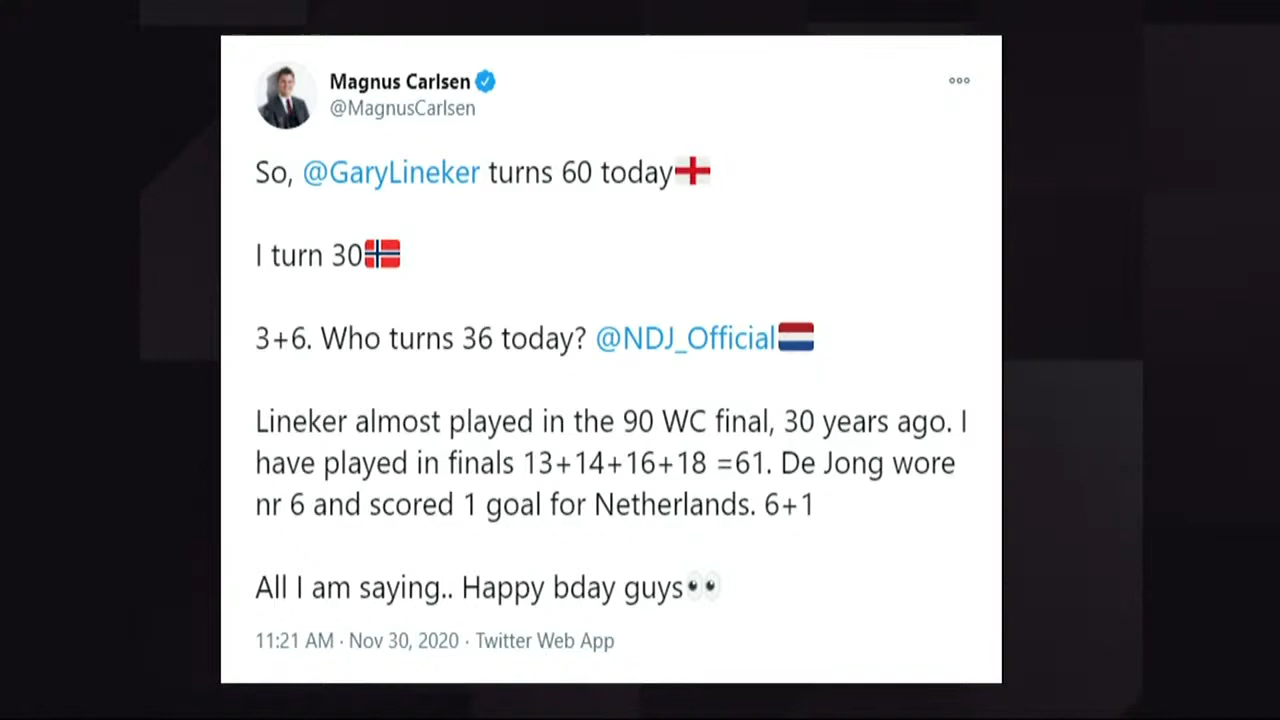 Magnus Carlsen
@MagnusCarlsen
So, @GaryLineker turns 60 today
I turn 30
3+6. Who turns 36 today? @NDJ_Official
Lineker almost played in the 90 WC final, 30 years ago. I
have played in finals 13+14+16+18 =61. De Jong wore
nr 6 and scored 1 goal for Netherlands. 6+1
All I am saying.. Happy bday guys👀
11:21 AM · Nov 30, 2020 · Twitter Web App